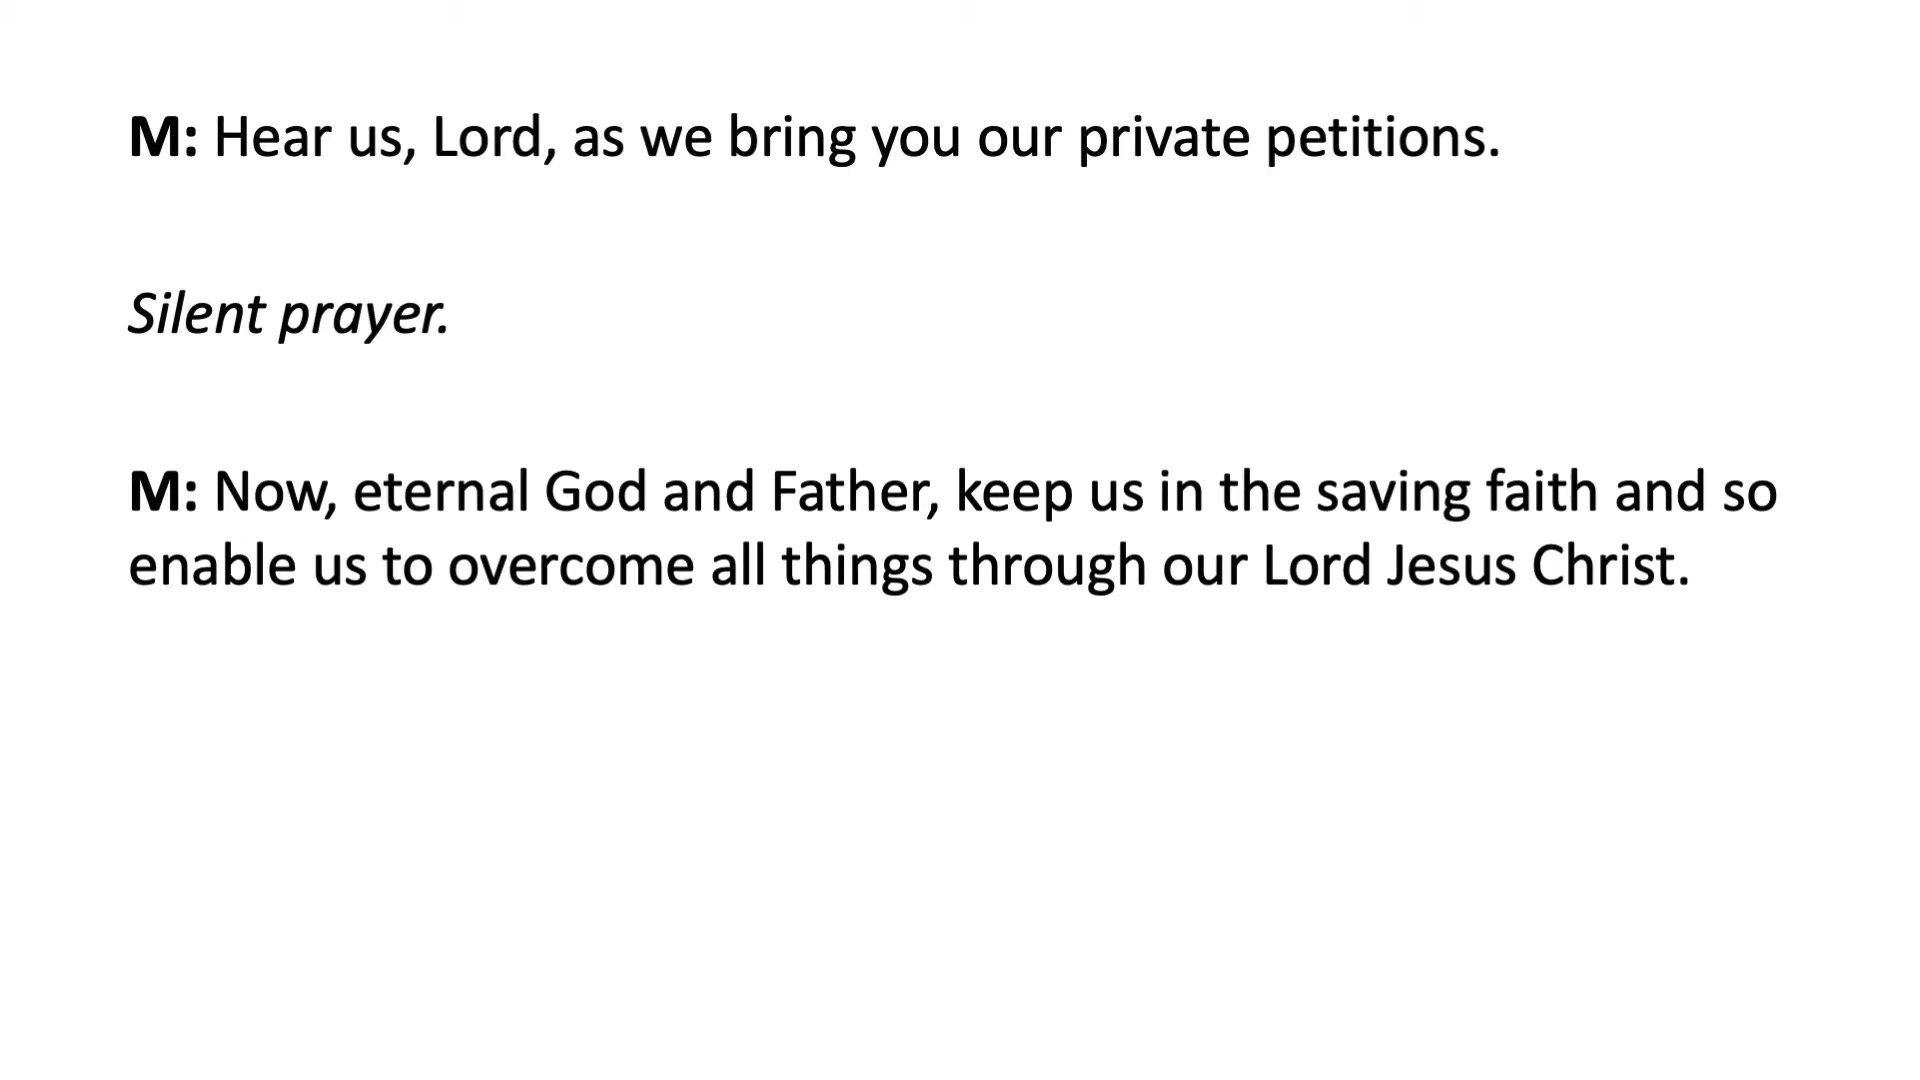 M: Hear us, Lord, as we bring you our private petitions.
Silent prayer.
M: Now, eternal God and Father, keep us in the saving faith and so
enable us to overcome all things through our Lord Jesus Christ.